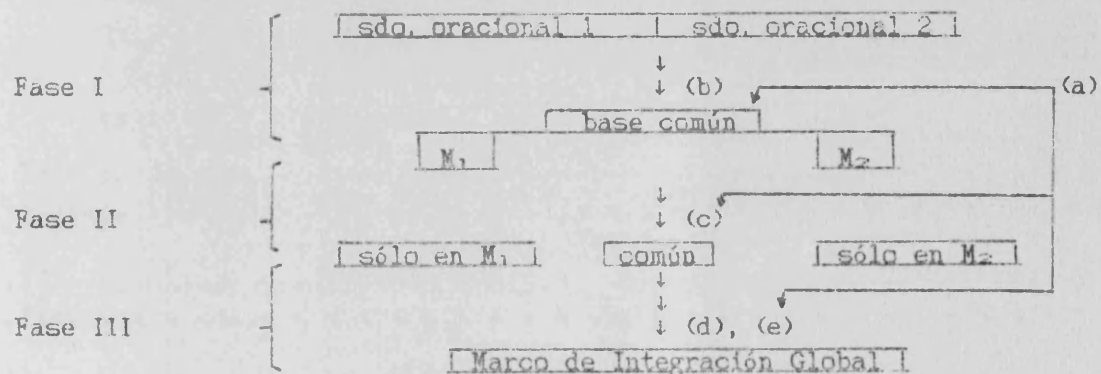 sdo. oracional 1 sdo. oracional 2
Fase I
(b) (a)
base común
M₁ M₂
Fase II
(c)
sólo en M₁ común sólo en M₂
Fase III
(d), (e)
Marco de Integración Global